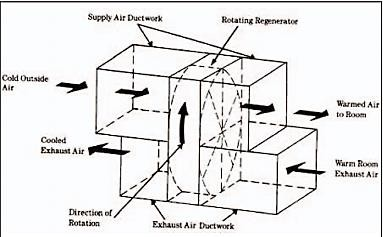 Supply Air Ductwork
Rotating Regenerator
Cold Outside
Air
Warmed Air
to Room
Cooled
Exhaust Air
Warm Room
Exhaust Air
Direction of
Rotation
Exhaust Air Ductwork